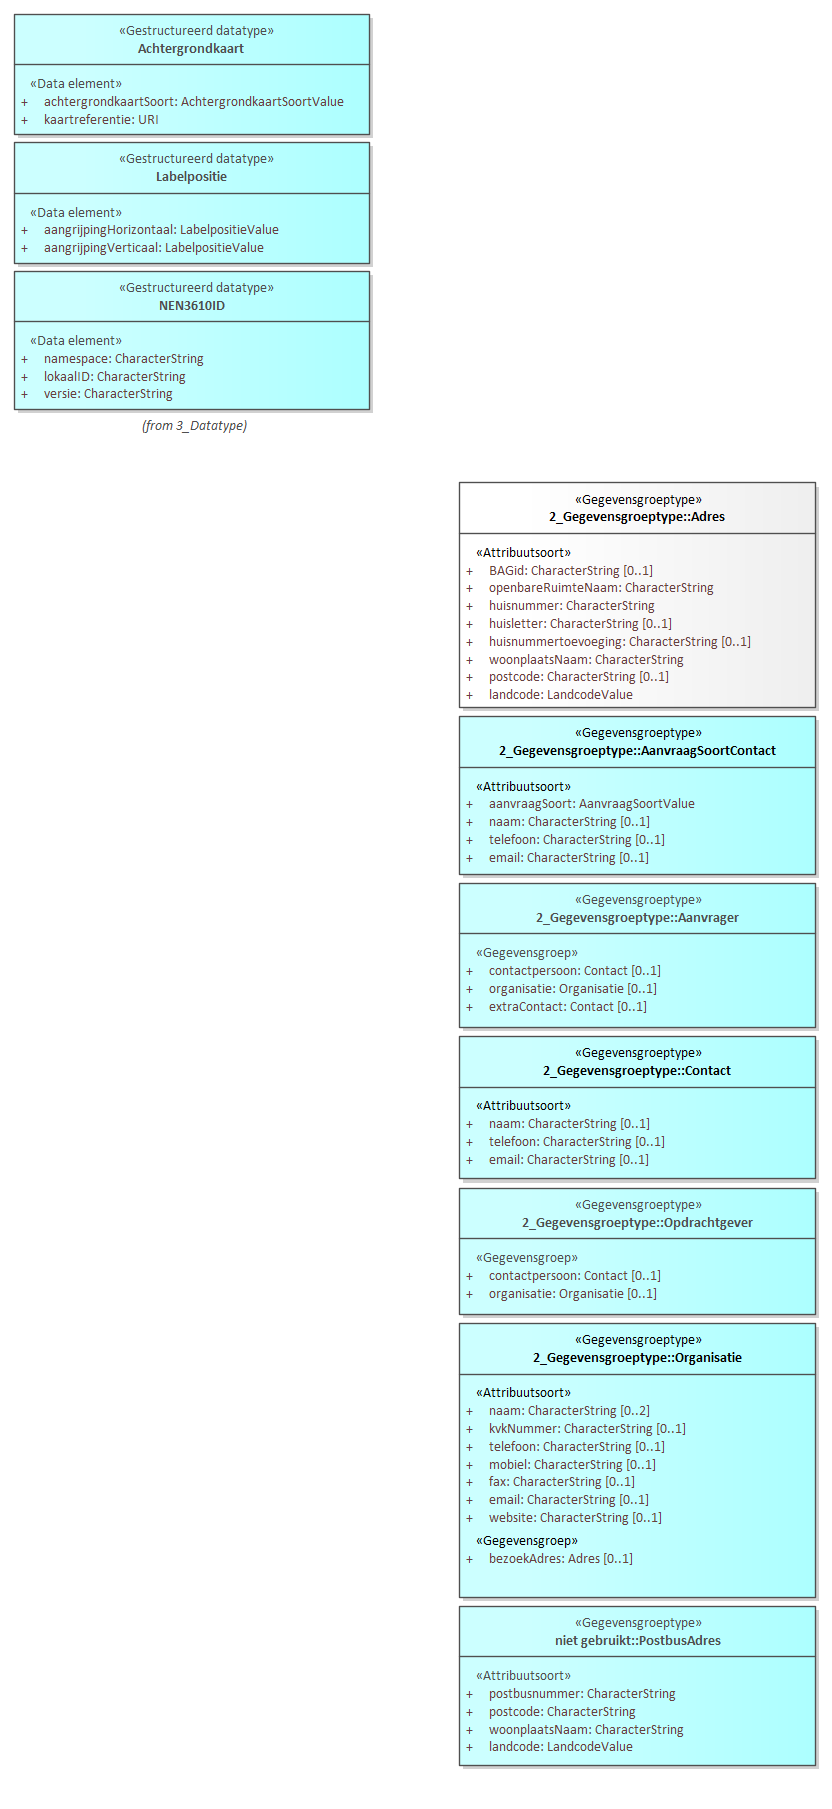 «Gestructureerd datatype»
Achtergrondkaart
«Data element»
+ achtergrondkaartSoort: AchtergrondkaartSoortValue
+ kaartreferentie: URI
«Gestructureerd datatype»
Labelpositie
«Data element»
+ aangrijpingHorizontaal: LabelpositieValue
+ aangrijpingVerticaal: LabelpositieValue
«Gestructureerd datatype»
NEN3610ID
«Data element»
+ namespace: CharacterString
+ lokaalID: CharacterString
+ versie: CharacterString
(from 3_Datatype)
«Gegevensgroeptype»
2_Gegevensgroeptype::Adres
«Attribuutsoort»
+ BAGid: CharacterString [0..1]
+ openbareRuimteNaam: CharacterString
+ huisnummer: CharacterString
+ huisletter: CharacterString [0..1]
+ huisnummertoevoeging: CharacterString [0..1]
+ woonplaatsNaam: CharacterString
+ postcode: CharacterString [0..1]
+ landcode: LandcodeValue
«Gegevensgroeptype»
2_Gegevensgroeptype::AanvraagSoortContact
«Attribuutsoort»
+ aanvraagSoort: AanvraagSoortValue
+ naam: CharacterString [0..1]
+ telefoon: CharacterString [0..1]
+ email: CharacterString [0..1]
«Gegevensgroeptype»
2_Gegevensgroeptype::Aanvrager
«Gegevensgroep»
+ contactpersoon: Contact [0..1]
+ organisatie: Organisatie [0..1]
+ extraContact: Contact [0..1]
«Gegevensgroeptype»
2_Gegevensgroeptype::Contact
«Attribuutsoort»
+ naam: CharacterString [0..1]
+ telefoon: CharacterString [0..1]
+ email: CharacterString [0..1]
«Gegevensgroeptype»
2_Gegevensgroeptype::Opdrachtgever
«Gegevensgroep»
+ contactpersoon: Contact [0..1]
+ organisatie: Organisatie [0..1]
«Gegevensgroeptype»
2_Gegevensgroeptype::Organisatie
«Attribuutsoort»
+ naam: CharacterString [0..2]
+ kvkNummer: CharacterString [0..1]
+ telefoon: CharacterString [0..1]
+ mobiel: CharacterString [0..1]
+ fax: CharacterString [0..1]
+ email: CharacterString [0..1]
+ website: CharacterString [0..1]
«Gegevensgroep»
+ bezoekAdres: Adres [0..1]
«Gegevensgroeptype»
niet gebruikt::PostbusAdres
«Attribuutsoort»
+ postbusnummer: CharacterString
+ postcode: CharacterString
+ woonplaatsNaam: CharacterString
+ landcode: LandcodeValue